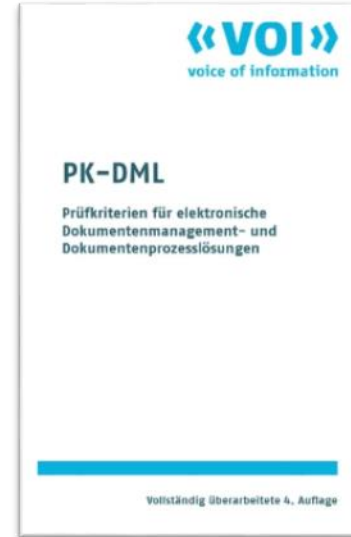 «VOI»
voice of information
PK-DML
Prüfkriterien für elektronische
Dokumentenmanagement- und
Dokumentenprozesslösungen
Vollständig überarbeitete 4. Auflage